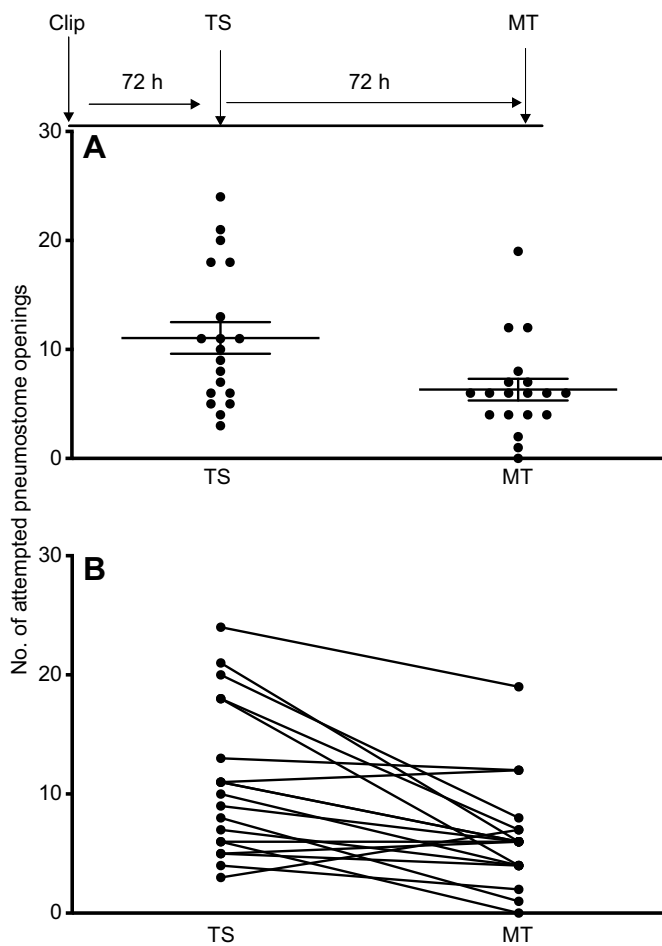 Clip TS MT
72 h 72 h
No. of attempted pneumostome openings
30
A
20
10
0
TS MT
30
B
20
10
0
TS MT